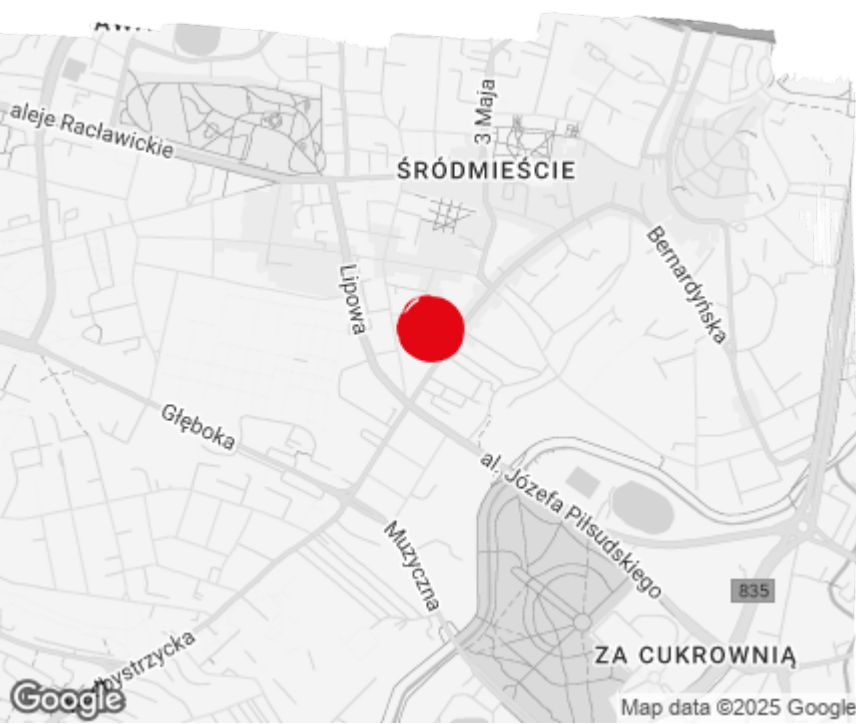 aleje Racławickie
3 Maja
ŚRÓDMIEŚCIE
Lipowa
Bernardyńska
Głęboka
al. Józefa Piłsudskiego
Muzyczna
835
ZA CUKROWNIĄ
Google
Map data ©2025 Google